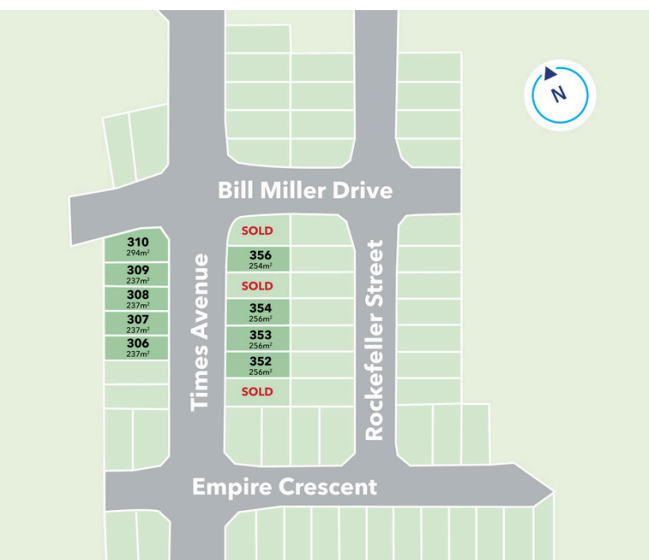 N
Bill Miller Drive
310
294m²
309
237m²
308
237m²
307
237m²
306
237m²
Times Avenue
SOLD
356
254m²
SOLD
354
256m²
353
256m²
352
256m²
SOLD
Rockefeller Street
Empire Crescent